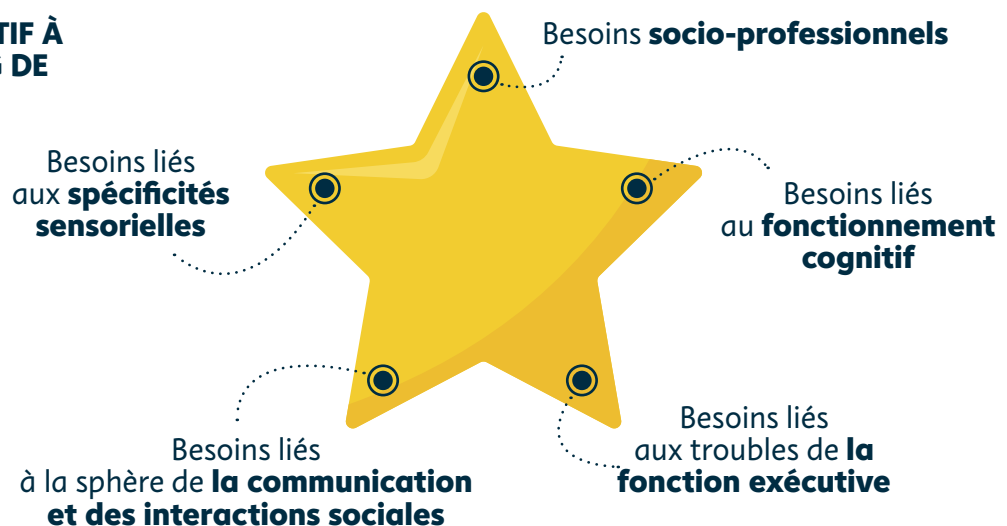 TIF À
DE
Besoins socio-professionnels
Besoins liés
aux spécificités
sensorielles
Besoins liés
au fonctionnement
cognitif
Besoins liés
à la sphère de la communication
et des interactions sociales
Besoins liés
aux troubles de la
fonction exécutive